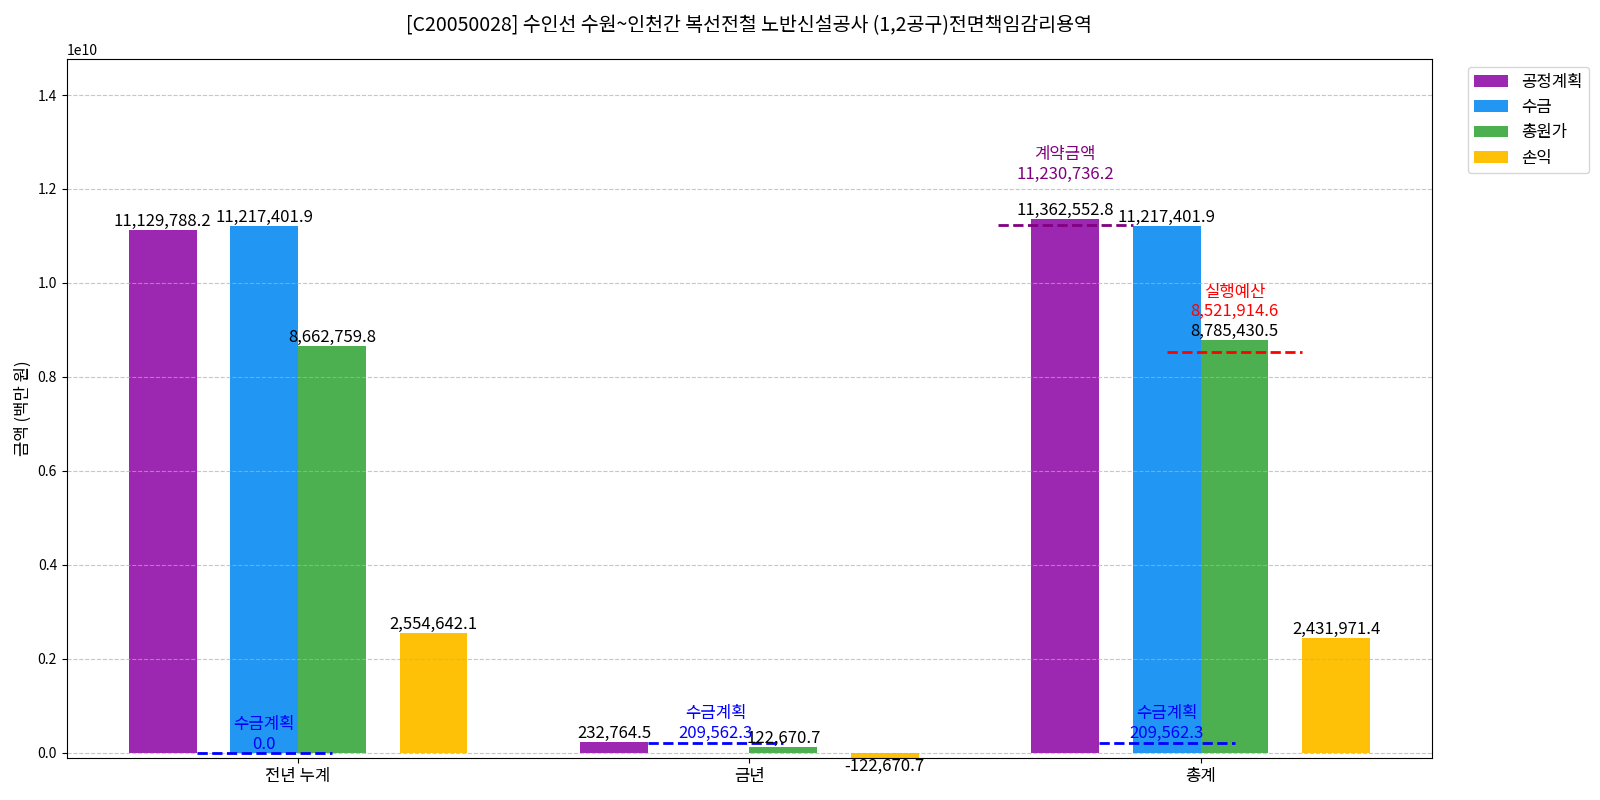 [C20050028] 수인선 수원~인천간 복선전철 노반신설공사 (1,2공구)전면책임감리용역
1e10
공정계획
수금
총원가
손익
금액 (백만 원)
1.4
1.2
1.0
0.8
0.6
0.4
0.2
0.0
11,129,788.2
11,217,401.9
8,662,759.8
2,554,642.1
수금계획
0.0
232,764.5
수금계획
209,562.3
122,670.7
-122,670.7
계약금액
11,230,736.2
11,362,552.8
11,217,401.9
실행예산
8,521,914.6
8,785,430.5
2,431,971.4
수금계획
209,562.3
전년 누계
금년
총계